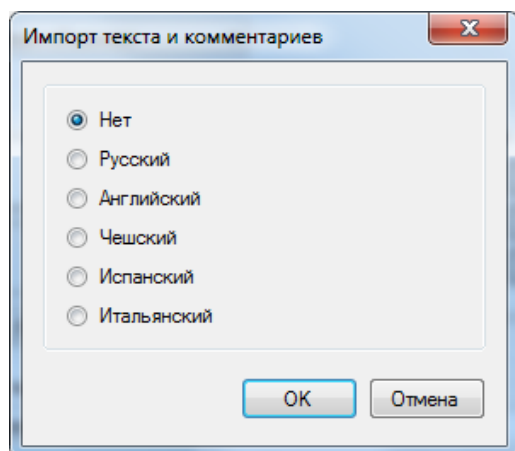 Импорт текста и комментариев
Нет
Русский
Английский
Чешский
Испанский
Итальянский
OK
Отмена